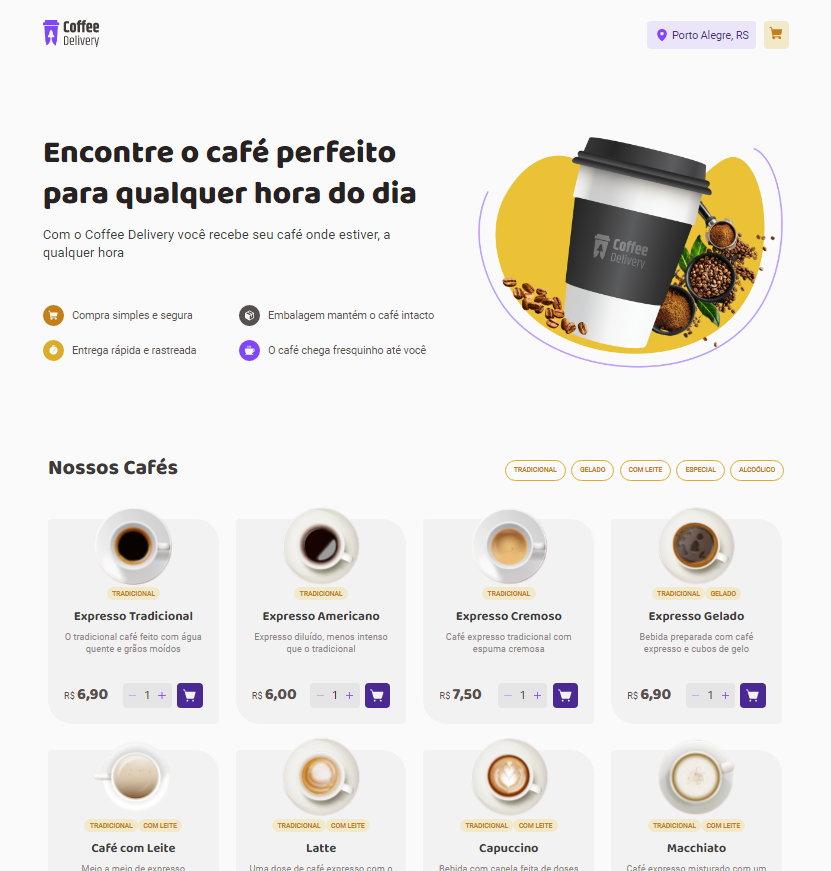 Coffee
Delivery
Porto Alegre, RS
Encontre o café perfeito
para qualquer hora do dia
Com o Coffee Delivery você recebe seu café onde estiver, a
qualquer hora
Coffee
Delivery
Compra simples e segura
Embalagem mantém o café intacto
Entrega rápida e rastreada
O café chega fresquinho até você
Nossos Cafés
TRADICIONAL
GELADO
COM LEITE
ESPECIAL
ALCOÓLICO
TRADICIONAL
Expresso Tradicional
O tradicional café feito com água
quente e grãos moídos
R$ 6,90
− 1 +
TRADICIONAL
Expresso Americano
Expresso diluído, menos intenso
que o tradicional
R$ 6,00
− 1 +
TRADICIONAL
Expresso Cremoso
Café expresso tradicional com
espuma cremosa
R$ 7,50
− 1 +
TRADICIONAL GELADO
Expresso Gelado
Bebida preparada com café
expresso e cubos de gelo
R$ 6,90
− 1 +
TRADICIONAL COM LEITE
Café com Leite
Meio a meio de expresso
TRADICIONAL COM LEITE
Latte
Uma dose de café expresso com o
TRADICIONAL COM LEITE
Capuccino
Bebida com canela feita de doses
TRADICIONAL COM LEITE
Macchiato
Café expresso misturado com um